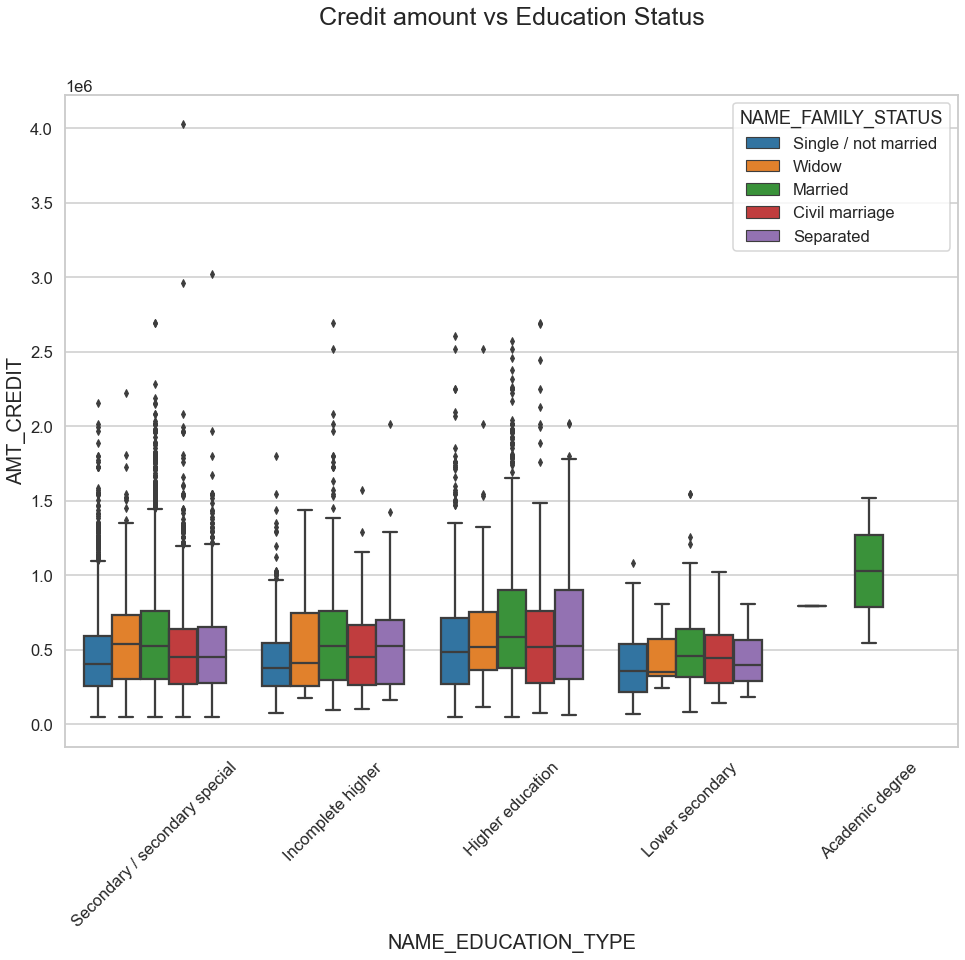 Credit amount vs Education Status
1e6
4.0
3.5
3.0
2.5
2.0
1.5
1.0
0.5
0.0
AMT_CREDIT
NAME_FAMILY_STATUS
Single / not married
Widow
Married
Civil marriage
Separated
Secondary / secondary special
Incomplete higher
Higher education
Lower secondary
Academic degree
NAME_EDUCATION_TYPE